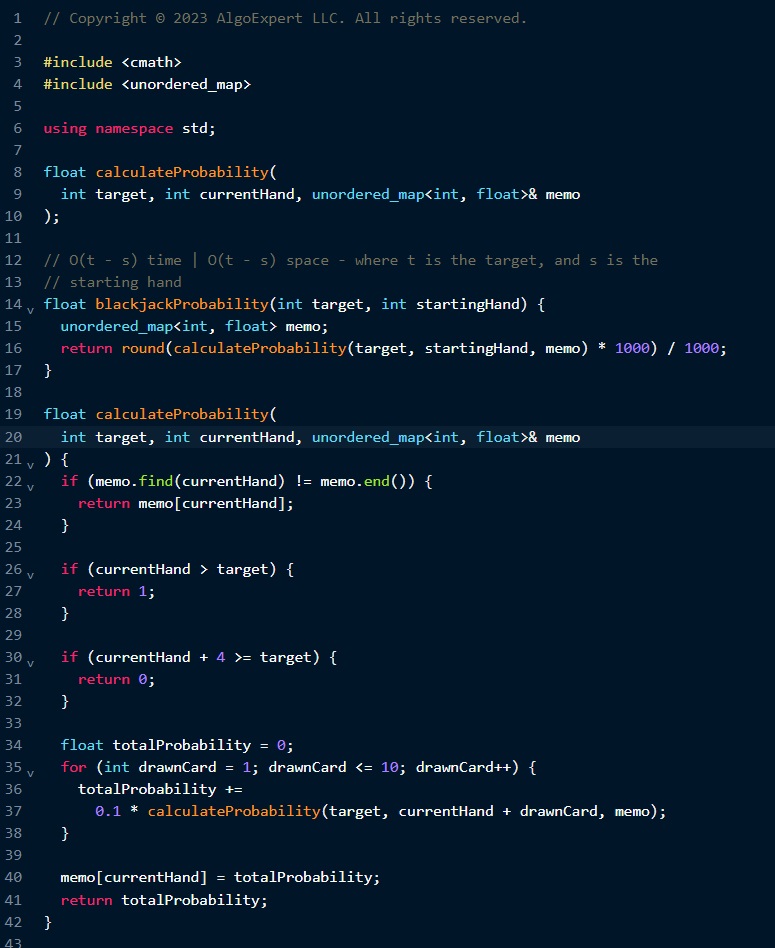 1 // Copyright © 2023 AlgoExpert LLC. All rights reserved.
2
3 #include <cmath>
4 #include <unordered_map>
5
6 using namespace std;
7
8 float calculateProbability(
9   int target, int currentHand, unordered_map<int, float>& memo
10 );
11
12 // O(t - s) time | O(t - s) space - where t is the target, and s is the
13 // starting hand
14 float blackjackProbability(int target, int startingHand) {
15   unordered_map<int, float> memo;
16   return round(calculateProbability(target, startingHand, memo) * 1000) / 1000;
17 }
18
19 float calculateProbability(
20   int target, int currentHand, unordered_map<int, float>& memo
21 ) {
22   if (memo.find(currentHand) != memo.end()) {
23     return memo[currentHand];
24   }
25
26   if (currentHand > target) {
27     return 1;
28   }
29
30   if (currentHand + 4 >= target) {
31     return 0;
32   }
33
34   float totalProbability = 0;
35   for (int drawnCard = 1; drawnCard <= 10; drawnCard++) {
36     totalProbability +=
37       0.1 * calculateProbability(target, currentHand + drawnCard, memo);
38   }
39
40   memo[currentHand] = totalProbability;
41   return totalProbability;
42 }
43